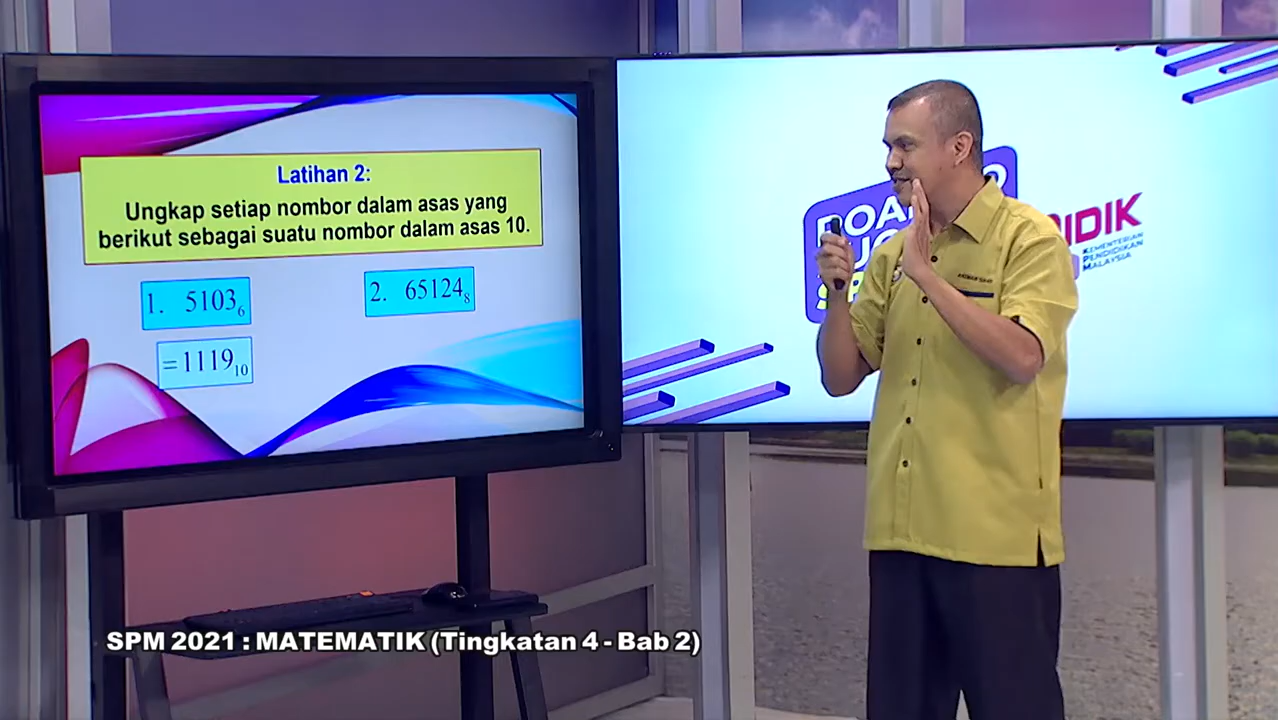 Latihan 2:
Ungkap setiap nombor dalam asas yang
berikut sebagai suatu nombor dalam asas 10.
1. 5103₆
2. 65124₈
=1119₁₀
KEMENTERIAN
PENDIDIKAN
MALAYSIA
SPM 2021 : MATEMATIK (Tingkatan 4 - Bab 2)